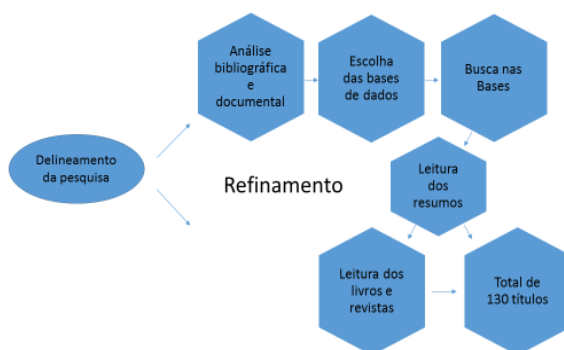 Análise
bibliográfica
e
documental
Escolha
das bases
de dados
Busca nas
Bases
Delineamento
da pesquisa
Refinamento
Leitura
dos
resumos
Leitura dos
livros e
revistas
Total de
130 títulos